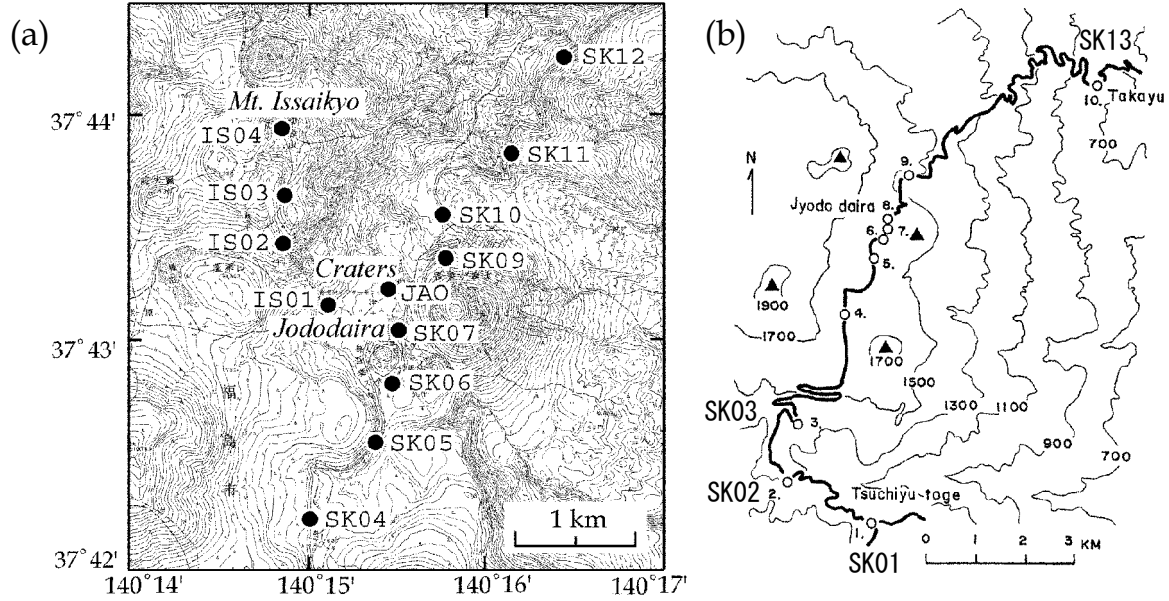 (a)
SK12
Mt. Issaikyo
37°44'
IS04
SK11
IS03
SK10
IS02
SK09
Craters
IS01
JAO
Jododaira
SK07
37°43'
SK06
SK05
福
島
市
SK04
1 km
37°42'
140°14'
140°15'
140°16'
140°17'
(b)
SK13
10.
Takayu
700
N
9.
Jyodo daira
8.
6.
7.
5.
1900
4.
1700
1700
1500
SK03
1300
1100
3.
900
700
SK02
2.
Tsuchiyu-toge
1.
SK01
0
1
2
3
KM